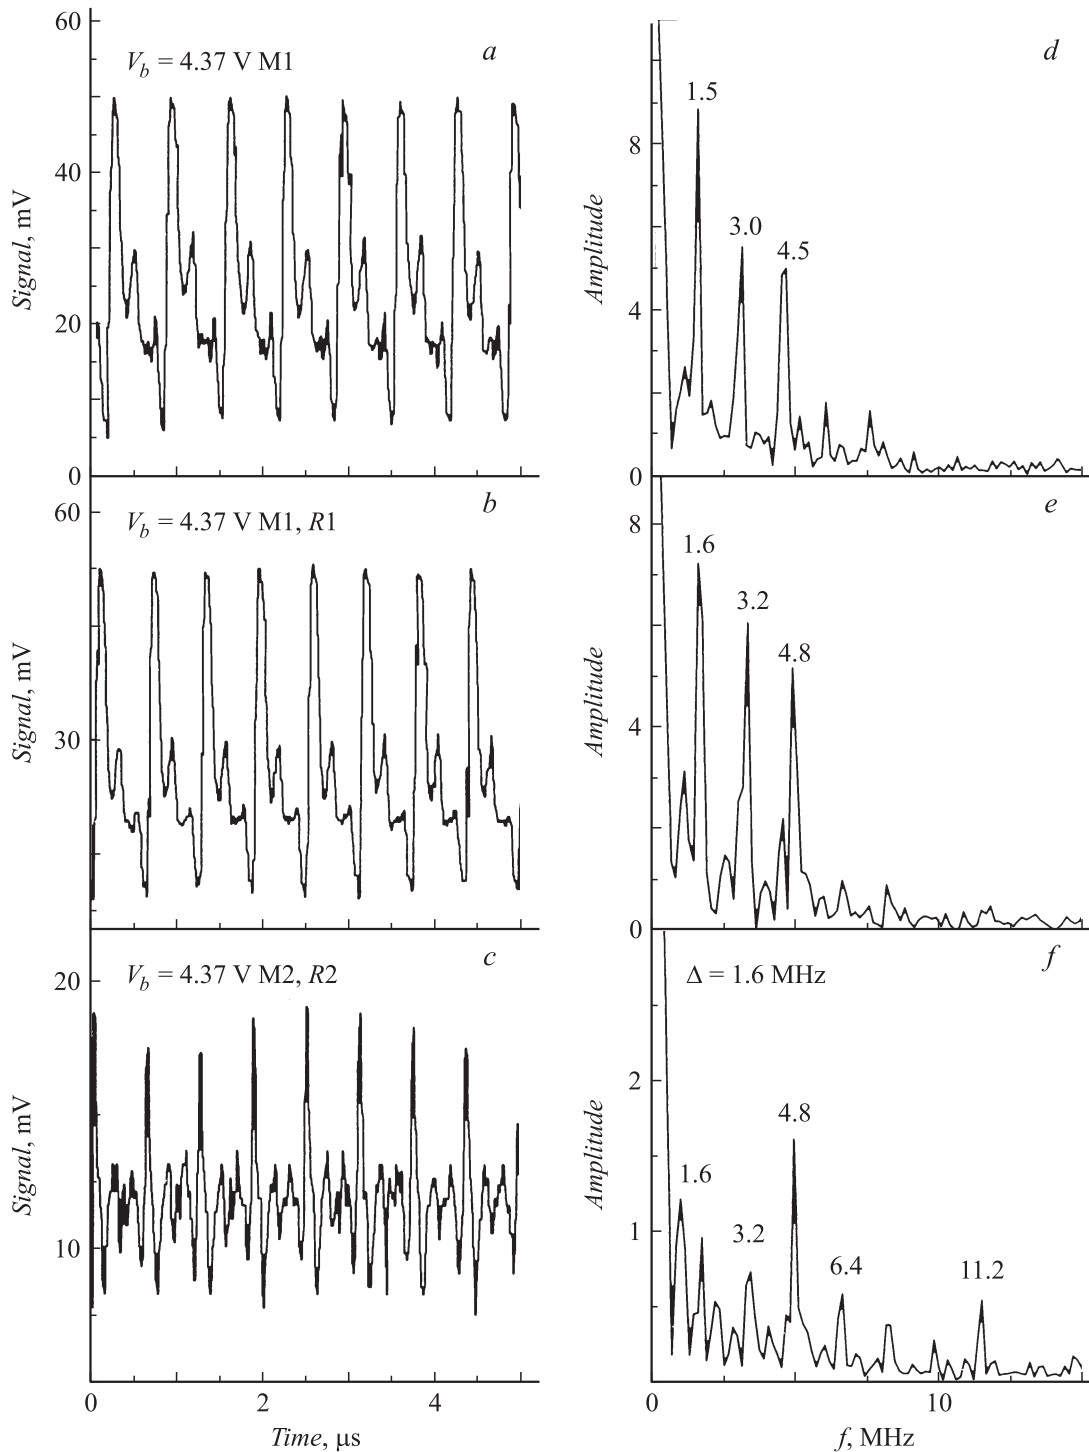 60
V_b = 4.37 V M1
a
40
Signal, mV
20
0
d
1.5
8
3.0
4.5
Amplitude
4
0
60
V_b = 4.37 V M1, R1
b
Signal, mV
30
e
8
1.6
3.2
4.8
Amplitude
4
0
V_b = 4.37 V M2, R2
c
20
Signal, mV
10
0
2
4
Time, μs
Δ = 1.6 MHz
f
2
4.8
1.6
Amplitude
3.2
1
6.4
11.2
0
10
f, MHz